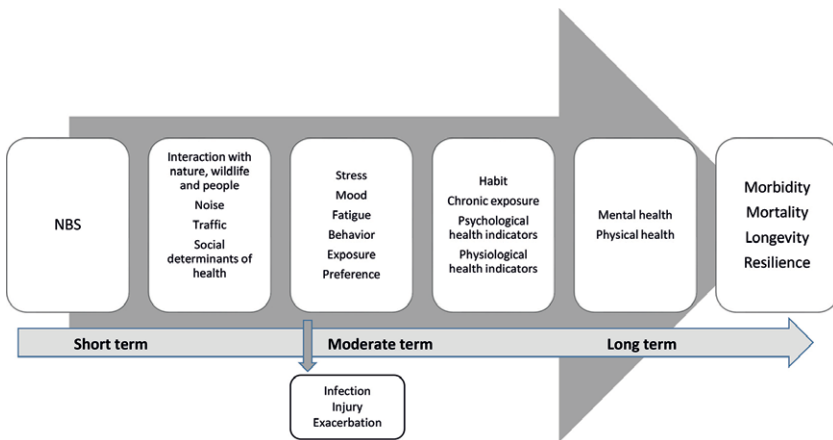 NBS
Interaction with
nature, wildlife
and people
Noise
Traffic
Social
determinants of
health
Stress
Mood
Fatigue
Behavior
Exposure
Preference
Habit
Chronic exposure
Psychological
health indicators
Physiological
health indicators
Mental health
Physical health
Morbidity
Mortality
Longevity
Resilience
Short term
Moderate term
Long term
Infection
Injury
Exacerbation